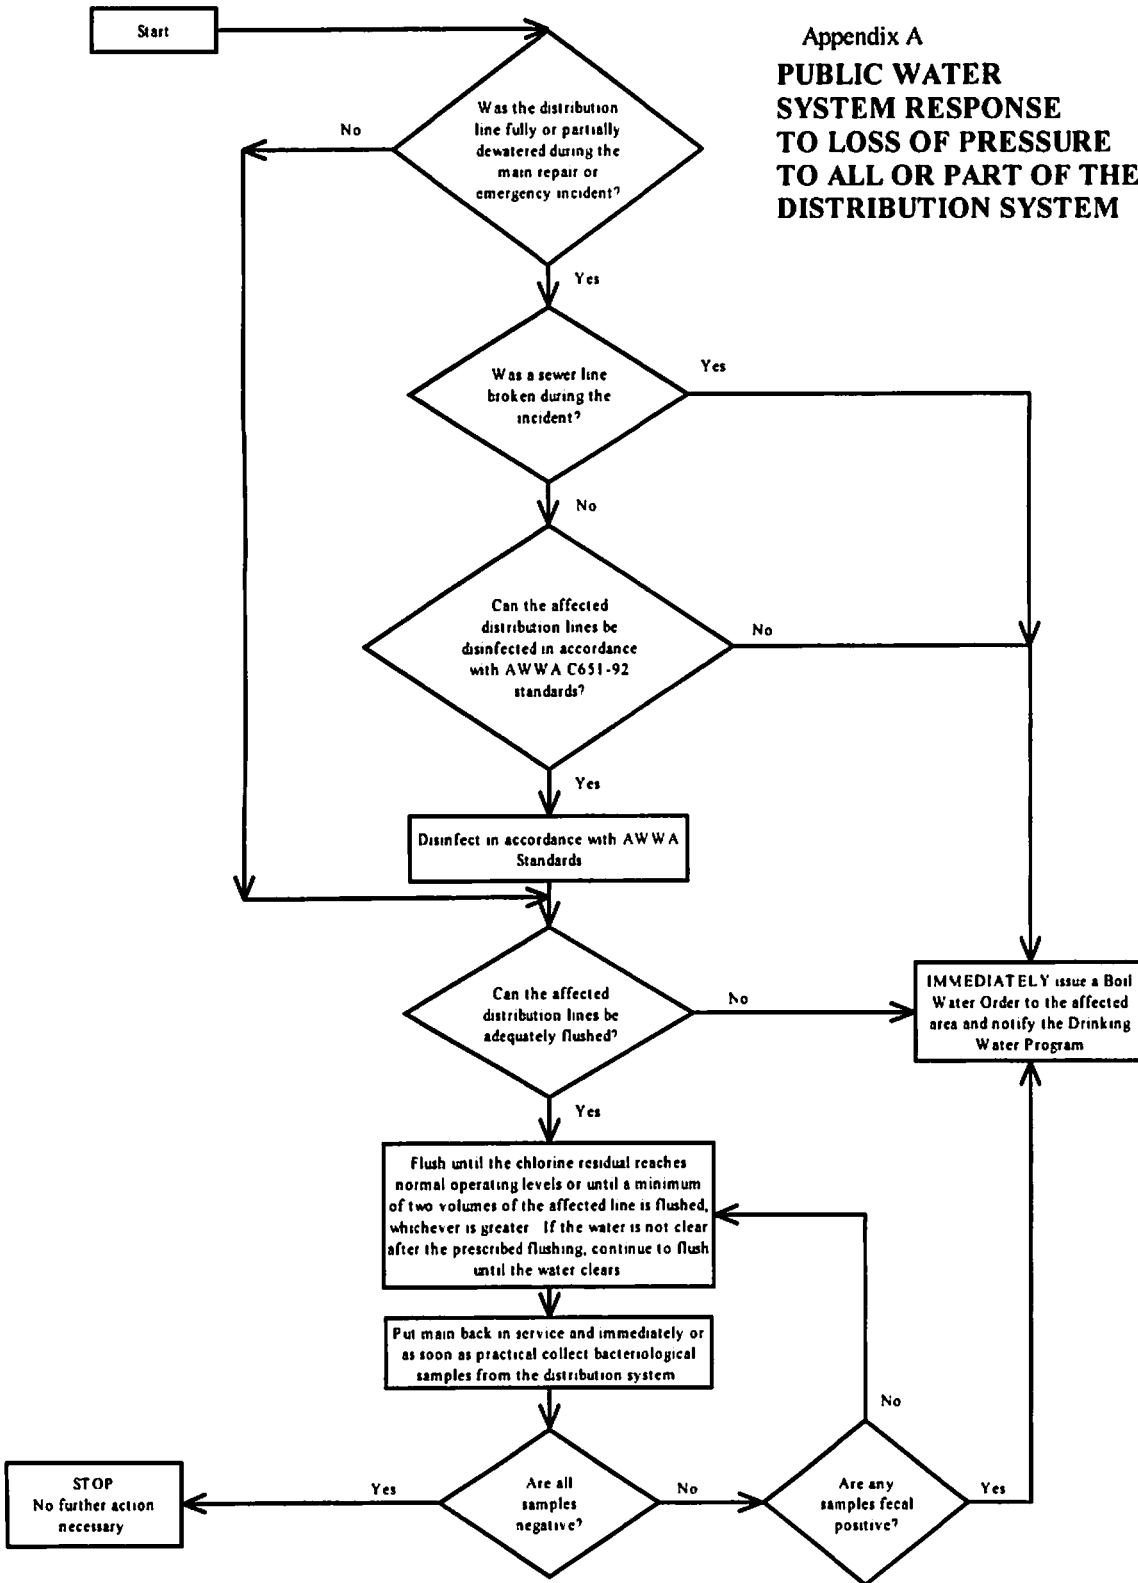 Start
Appendix A
PUBLIC WATER
SYSTEM RESPONSE
TO LOSS OF PRESSURE
TO ALL OR PART OF THE
DISTRIBUTION SYSTEM
Was the distribution
line fully or partially
dewatered during the
main repair or
emergency incident?
No
Yes
Was a sewer line
broken during the
incident?
Yes
No
Can the affected
distribution lines be
disinfected in accordance
with AWWA C651-92
standards?
No
Yes
Disinfect in accordance with AWWA
Standards
Can the affected
distribution lines be
adequately flushed?
No
IMMEDIATELY issue a Boil
Water Order to the affected
area and notify the Drinking
Water Program
Yes
Flush until the chlorine residual reaches
normal operating levels or until a minimum
of two volumes of the affected line is flushed,
whichever is greater If the water is not clear
after the prescribed flushing, continue to flush
until the water clears
Put main back in service and immediately or
as soon as practical collect bacteriological
samples from the distribution system
No
STOP
No further action
necessary
Yes
Are all
samples
negative?
No
Are any
samples fecal
positive?
Yes